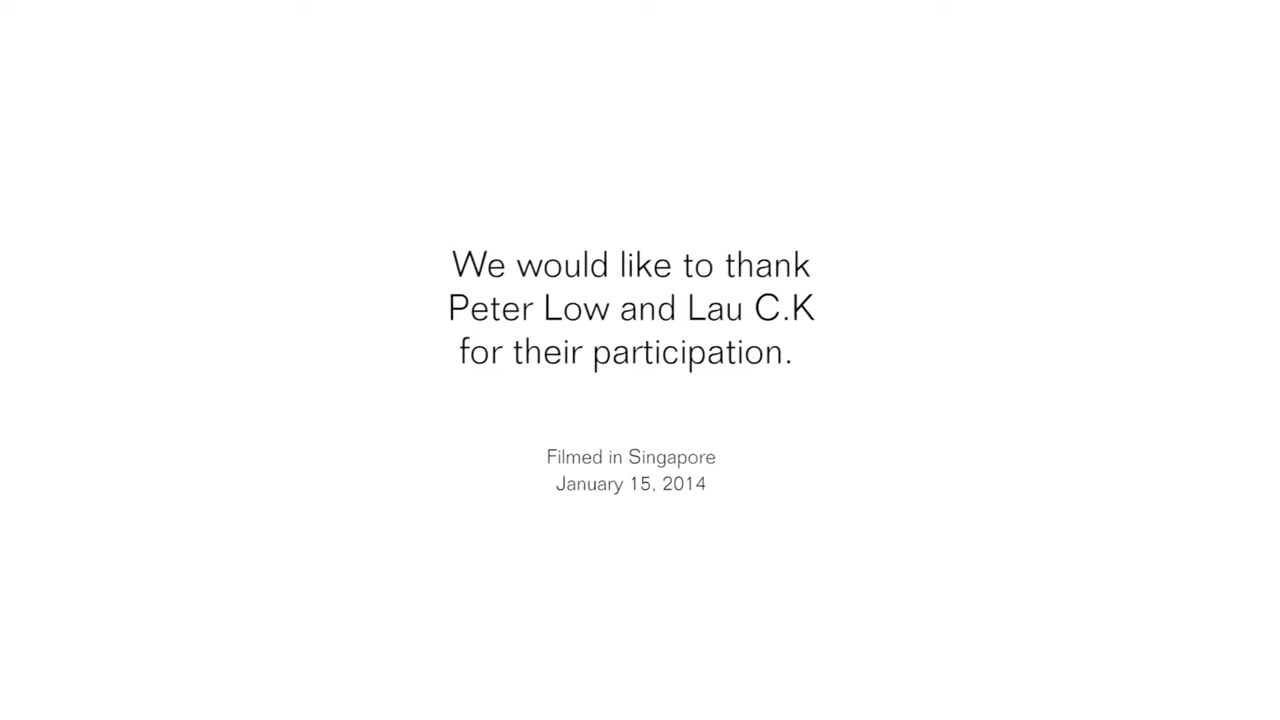 We would like to thank
Peter Low and Lau C.K
for their participation.
Filmed in Singapore
January 15, 2014